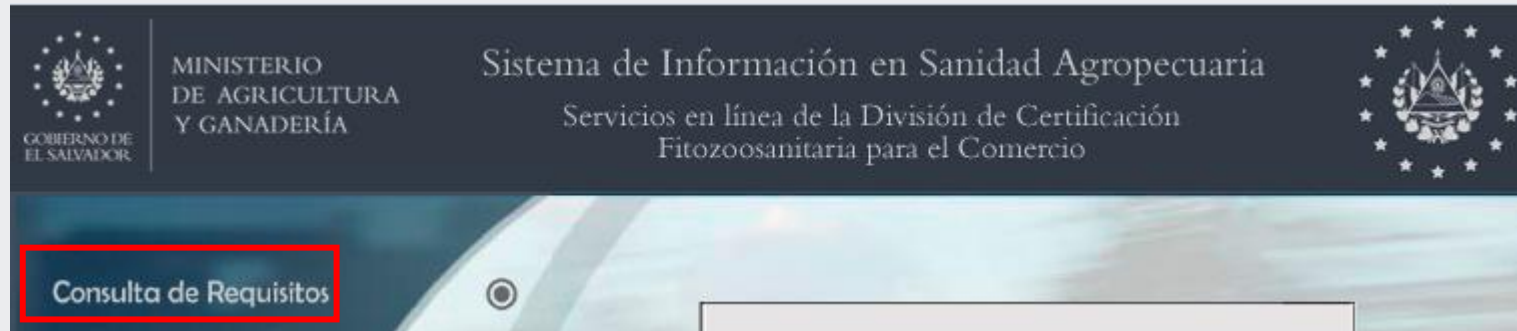 GOBIERNO DE
EL SALVADOR
MINISTERIO
DE AGRICULTURA
Y GANADERÍA
Sistema de Información en Sanidad Agropecuaria
Servicios en línea de la División de Certificación
Fitozoosanitaria para el Comercio
Consulta de Requisitos